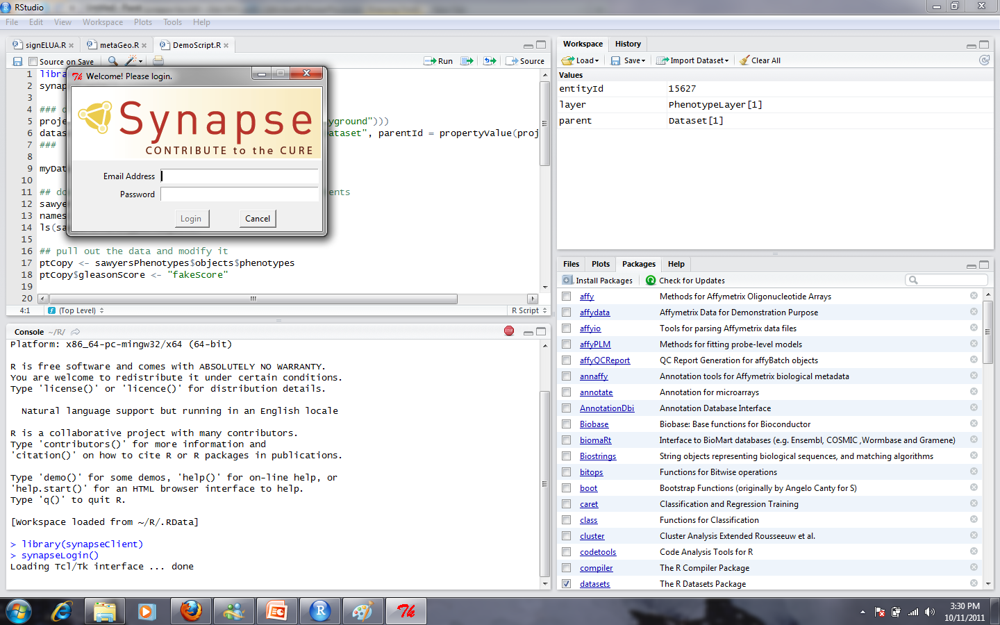 RStudio
File Edit View Workspace Plots Tools Help
signELUA.R metaGeo.R DemoScript.R
Source on Save Run Source
Welcome! Please login.
Synapse
CONTRIBUTE to the CURE
Email Address
Password
Login Cancel
1
2
3
4 ###
5 yground")))
6 ataset", parentId = propertyValue(proj
7 ###
8
9
10
11 ## ents
12
13
14
15
16 ## pull out the data and modify it
17 ptCopy <- sawyersPhenotypes$objects$phenotypes
18 ptCopy$gleasonScore <- "fakeScore"
19
20
4:1 (Top Level) R Script
Console ~/R/
Platform: x86_64-pc-mingw32/x64 (64-bit)
R is free software and comes with ABSOLUTELY NO WARRANTY.
You are welcome to redistribute it under certain conditions.
Type 'license()' or 'licence()' for distribution details.
Natural language support but running in an English locale
R is a collaborative project with many contributors.
Type 'contributors()' for more information and
'citation()' on how to cite R or R packages in publications.
Type 'demo()' for some demos, 'help()' for on-line help, or
'help.start()' for an HTML browser interface to help.
Type 'q()' to quit R.
[Workspace loaded from ~/R/.RData]
> library(synapseClient)
> synapseLogin()
Loading Tcl/Tk interface ... done
Workspace History
Load Save Import Dataset Clear All
Values
entityId 15627
layer PhenotypeLayer[1]
parent Dataset[1]
Files Plots Packages Help
Install Packages Check for Updates
affy Methods for Affymetrix Oligonucleotide Arrays
affydata Affymetrix Data for Demonstration Purpose
affyio Tools for parsing Affymetrix data files
affyPLM Methods for fitting probe-level models
affyQCReport QC Report Generation for affyBatch objects
annaffy Annotation tools for Affymetrix biological metadata
annotate Annotation for microarrays
AnnotationDbi Annotation Database Interface
Biobase Biobase: Base functions for Bioconductor
biomaRt Interface to BioMart databases (e.g. Ensembl, COSMIC ,Wormbase and Gramene)
Biostrings String objects representing biological sequences, and matching algorithms
bitops Functions for Bitwise operations
boot Bootstrap Functions (originally by Angelo Canty for S)
caret Classification and Regression Training
class Functions for Classification
cluster Cluster Analysis Extended Rousseeuw et al.
codetools Code Analysis Tools for R
compiler The R Compiler Package
datasets The R Datasets Package
3:30 PM
10/11/2011